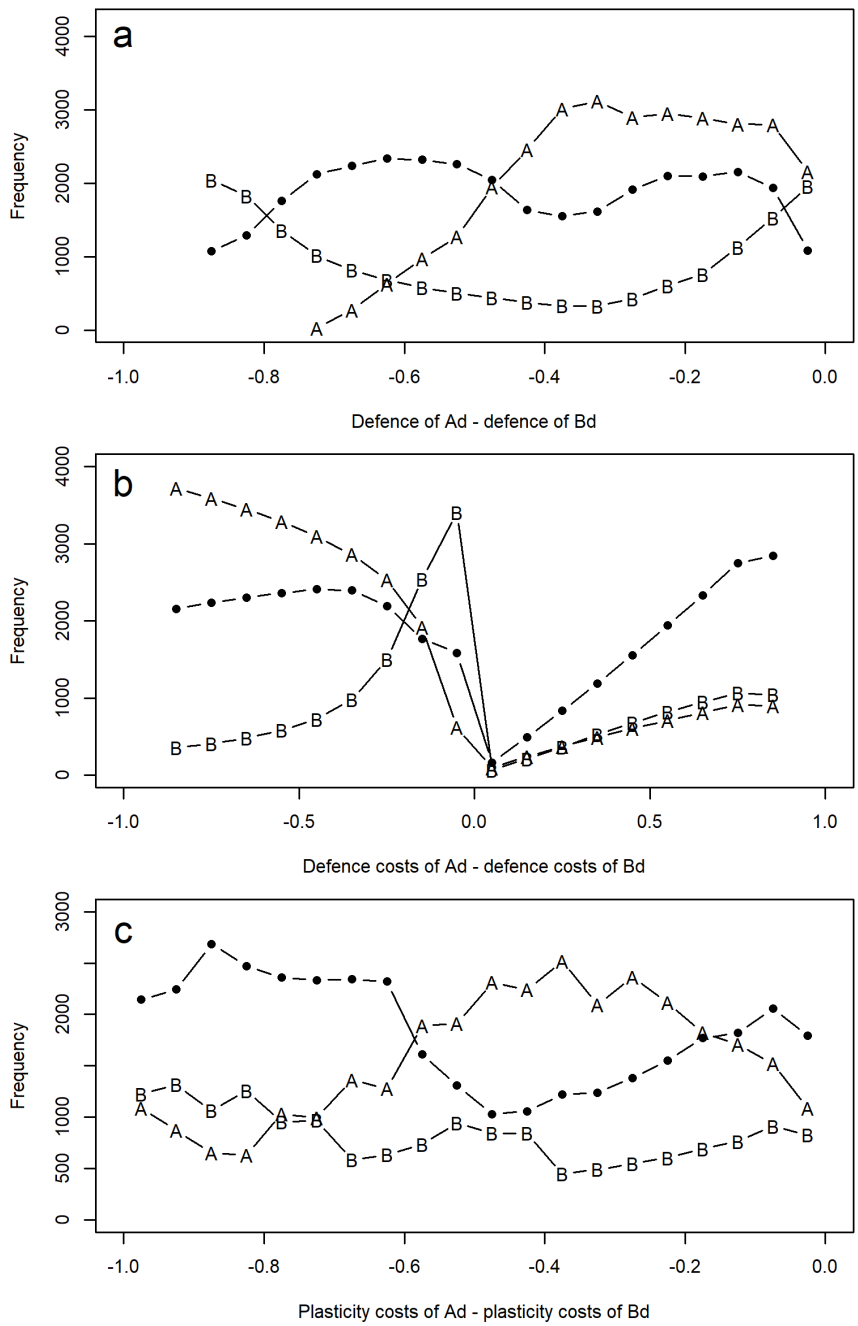 a
4000
3000
2000
1000
0
Frequency
-1.0 -0.8 -0.6 -0.4 -0.2 0.0
Defence of Ad - defence of Bd
A A A A A A A A A A A A A A A
B B B B B B B B B B B B B B B B B B
b
4000
3000
2000
1000
0
Frequency
-1.0 -0.5 0.0 0.5 1.0
Defence costs of Ad - defence costs of Bd
A A A A A A A A A A A A A A A A A A
B B B B B B B B B B B B B B B B B B
c
3000
2000
1000
500
0
Frequency
-1.0 -0.8 -0.6 -0.4 -0.2 0.0
Plasticity costs of Ad - plasticity costs of Bd
A A A A A A A A A A A A A A A A A A A A
B B B B B B B B B B B B B B B B B B B B